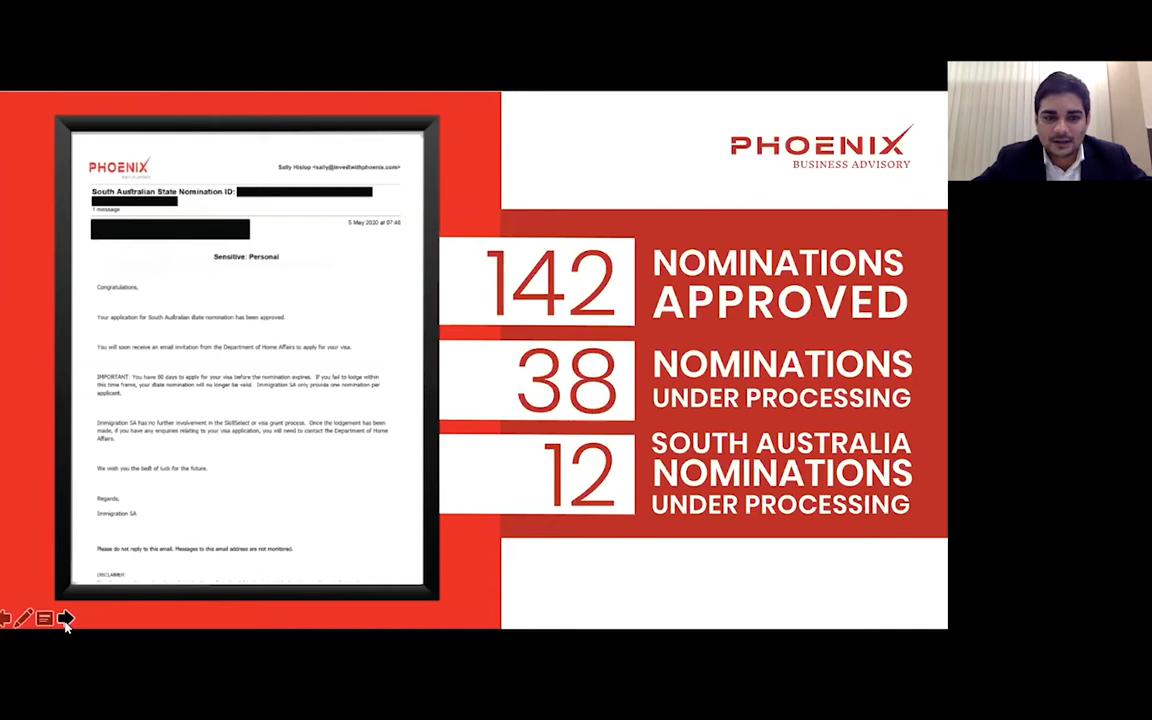 PHOENIX
Sally Hislop <sally@investwithphoenix.com>
South Australian State Nomination ID:
1 message
5 May 2020 at 07:46
Sensitive: Personal
Congratulations,
Your application for South Australian state nomination has been approved.
You will soon receive an email invitation from the Department of Home Affairs to apply for your visa.
IMPORTANT: You have 60 days to apply for your visa before the nomination expires. If you fail to lodge within
this time frame, your state nomination will no longer be valid. Immigration SA only provide one nomination per
applicant.
Immigration SA has no further involvement in the SkillSelect or visa grant process. Once the lodgement has been
made, if you have any enquiries relating to your visa application, you will need to contact the Department of Home
Affairs.
We wish you the best of luck for the future.
Regards,
Immigration SA
Please do not reply to this email. Messages to this email address are not monitored.
DISCLAIMER:
PHOENIX
BUSINESS ADVISORY
142
NOMINATIONS
APPROVED
38
NOMINATIONS
UNDER PROCESSING
12
SOUTH AUSTRALIA
NOMINATIONS
UNDER PROCESSING